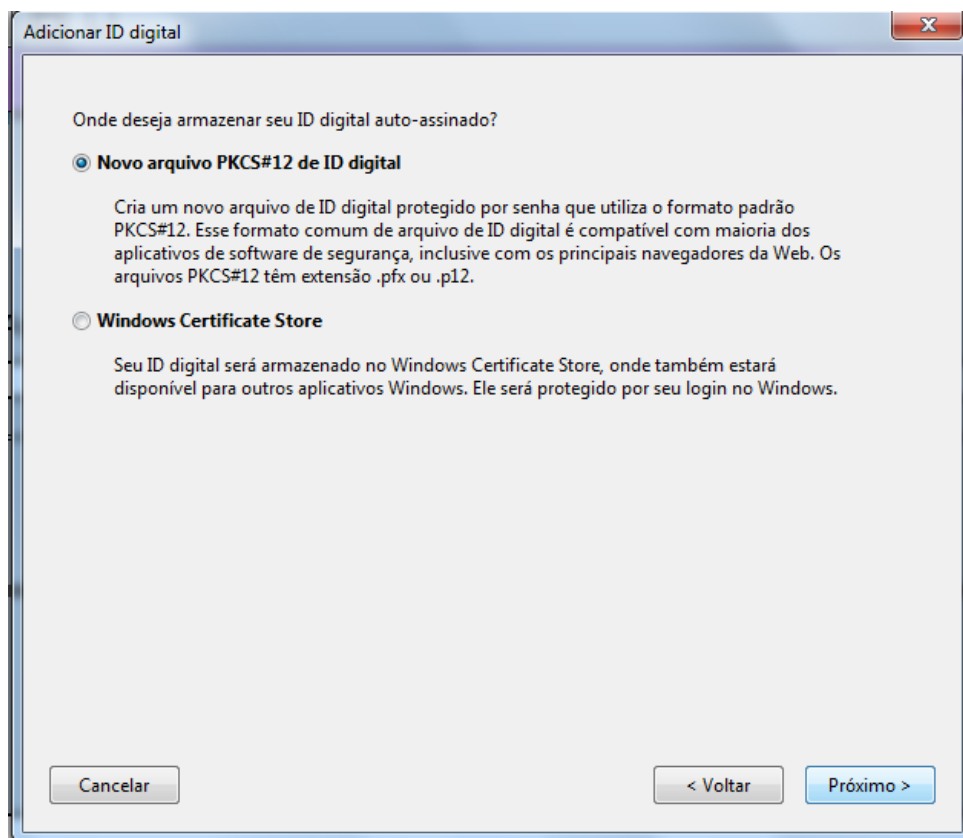 Adicionar ID digital
Onde deseja armazenar seu ID digital auto-assinado?
Novo arquivo PKCS#12 de ID digital
Cria um novo arquivo de ID digital protegido por senha que utiliza o formato padrão
PKCS#12. Esse formato comum de arquivo de ID digital é compatível com maioria dos
aplicativos de software de segurança, inclusive com os principais navegadores da Web. Os
arquivos PKCS#12 têm extensão .pfx ou .p12.
Windows Certificate Store
Seu ID digital será armazenado no Windows Certificate Store, onde também estará
disponível para outros aplicativos Windows. Ele será protegido por seu login no Windows.
Cancelar
< Voltar
Próximo >